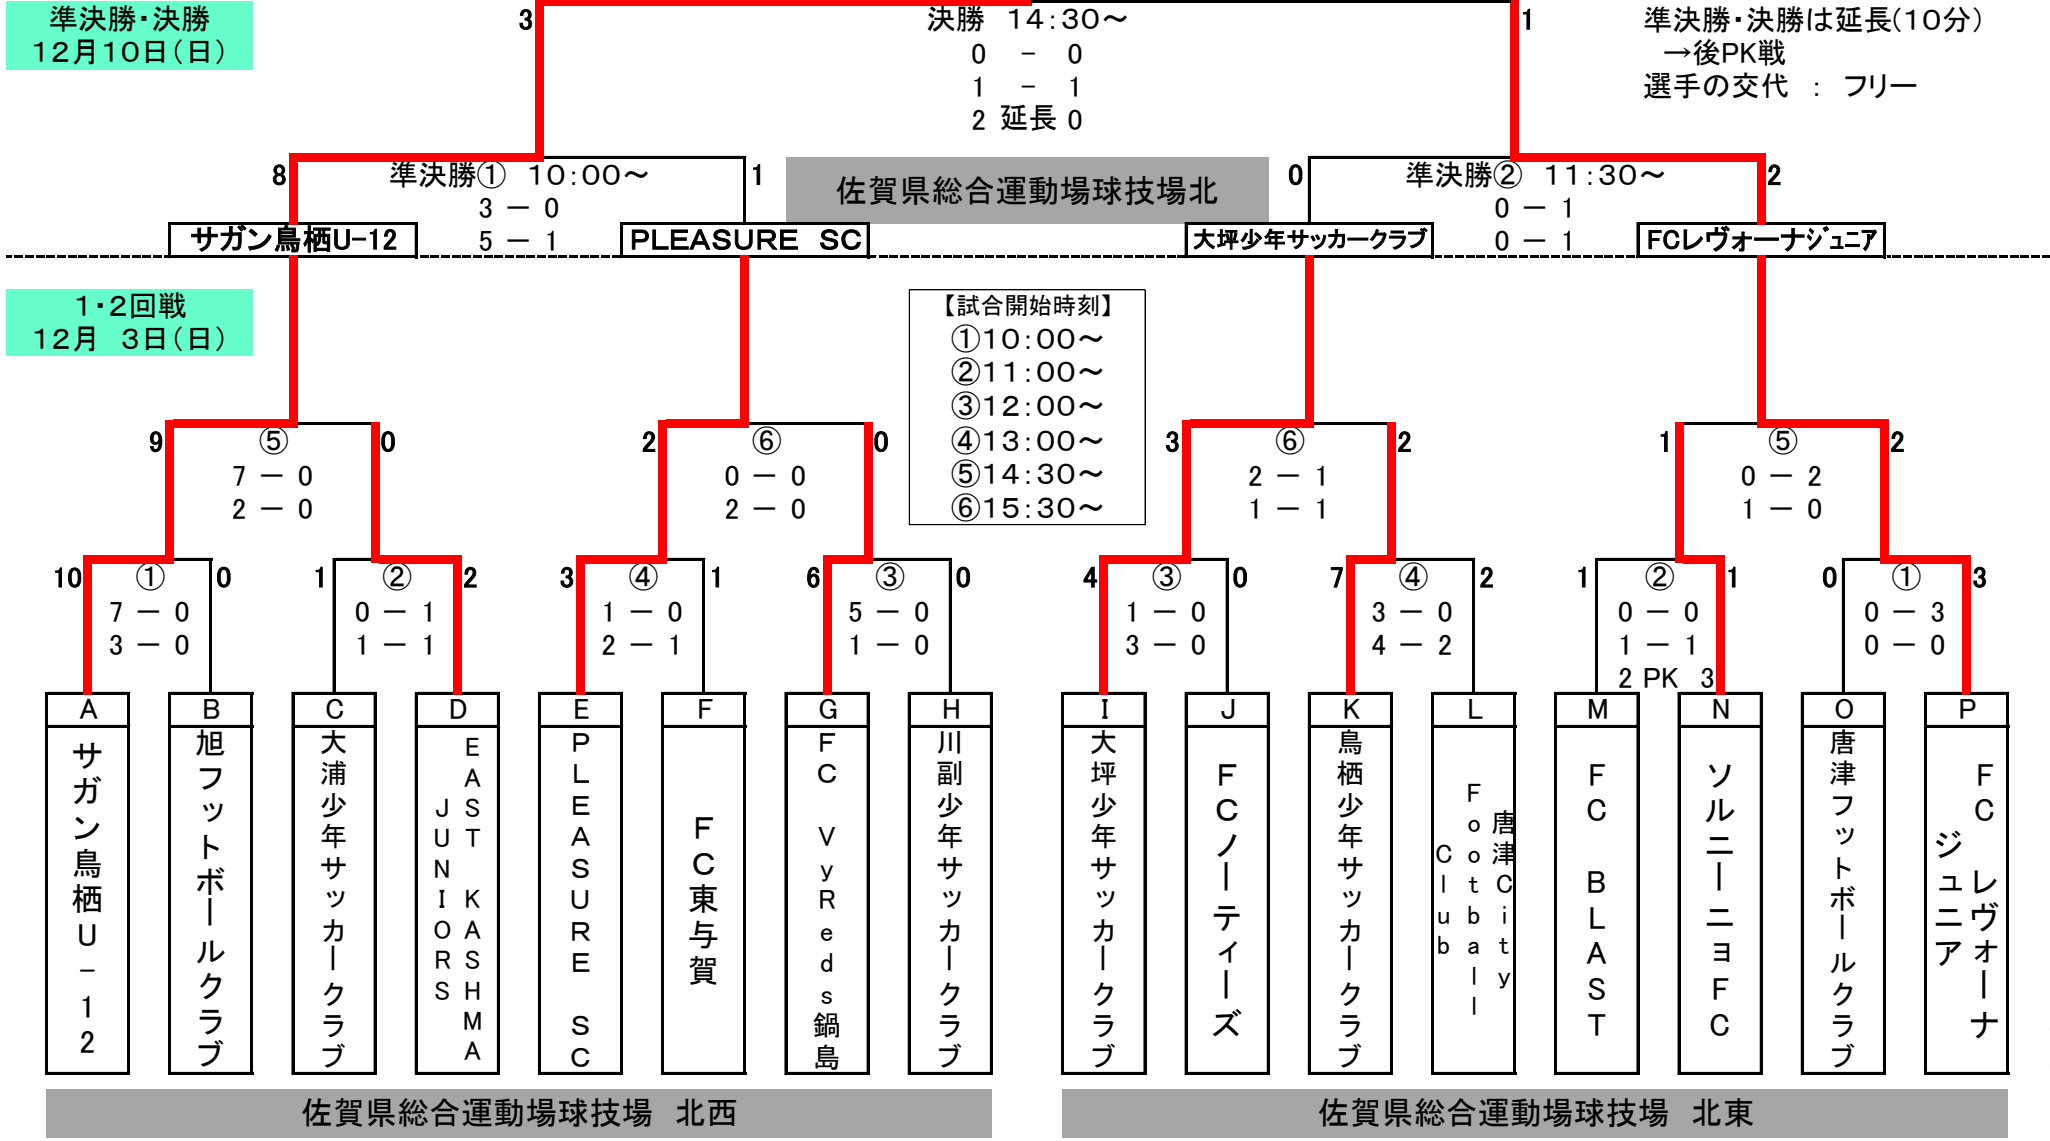 準決勝・決勝
12月10日(日)
3
決勝 14:30～
0 - 0
1 - 1
2 延長 0
1
準決勝・決勝は延長(10分)
→後PK戦
選手の交代 : フリー
8
準決勝① 10:00～
3 － 0
5 － 1
1
佐賀県総合運動場球技場北
0
準決勝② 11:30～
0 － 1
0 － 1
2
サガン鳥栖U-12
PLEASURE SC
大坪少年サッカークラブ
FCレヴォーナジュニア
1・2回戦
12月 3日(日)
【試合開始時刻】
①10:00～
②11:00～
③12:00～
④13:00～
⑤14:30～
⑥15:30～
9 ⑤ 0
7 － 0
2 － 0
2 ⑥ 0
0 － 0
2 － 0
3 ⑥ 2
2 － 1
1 － 1
1 ⑤ 2
0 － 2
1 － 0
10 ① 0
7 － 0
3 － 0
1 ② 2
0 － 1
1 － 1
3 ④ 1
1 － 0
2 － 1
6 ③ 0
5 － 0
1 － 0
4 ③ 0
1 － 0
3 － 0
7 ④ 2
3 － 0
4 － 2
1 ② 1
0 － 0
1 － 1
2 PK 3
0 ① 3
0 － 3
0 － 0
A
サガン鳥栖U-12
B
旭フットボールクラブ
C
大浦少年サッカークラブ
D
EAST KASHMA
JUNIORS
E
PLEASURE SC
F
FC東与賀
G
FC VyReds鍋島
H
川副少年サッカークラブ
I
大坪少年サッカークラブ
J
FCノーティーズ
K
鳥栖少年サッカークラブ
L
唐津City
Football
Club
M
FC BLAST
N
ソルニーニョFC
O
唐津フットボールクラブ
P
FC レヴォーナ
ジュニア
佐賀県総合運動場球技場 北西
佐賀県総合運動場球技場 北東